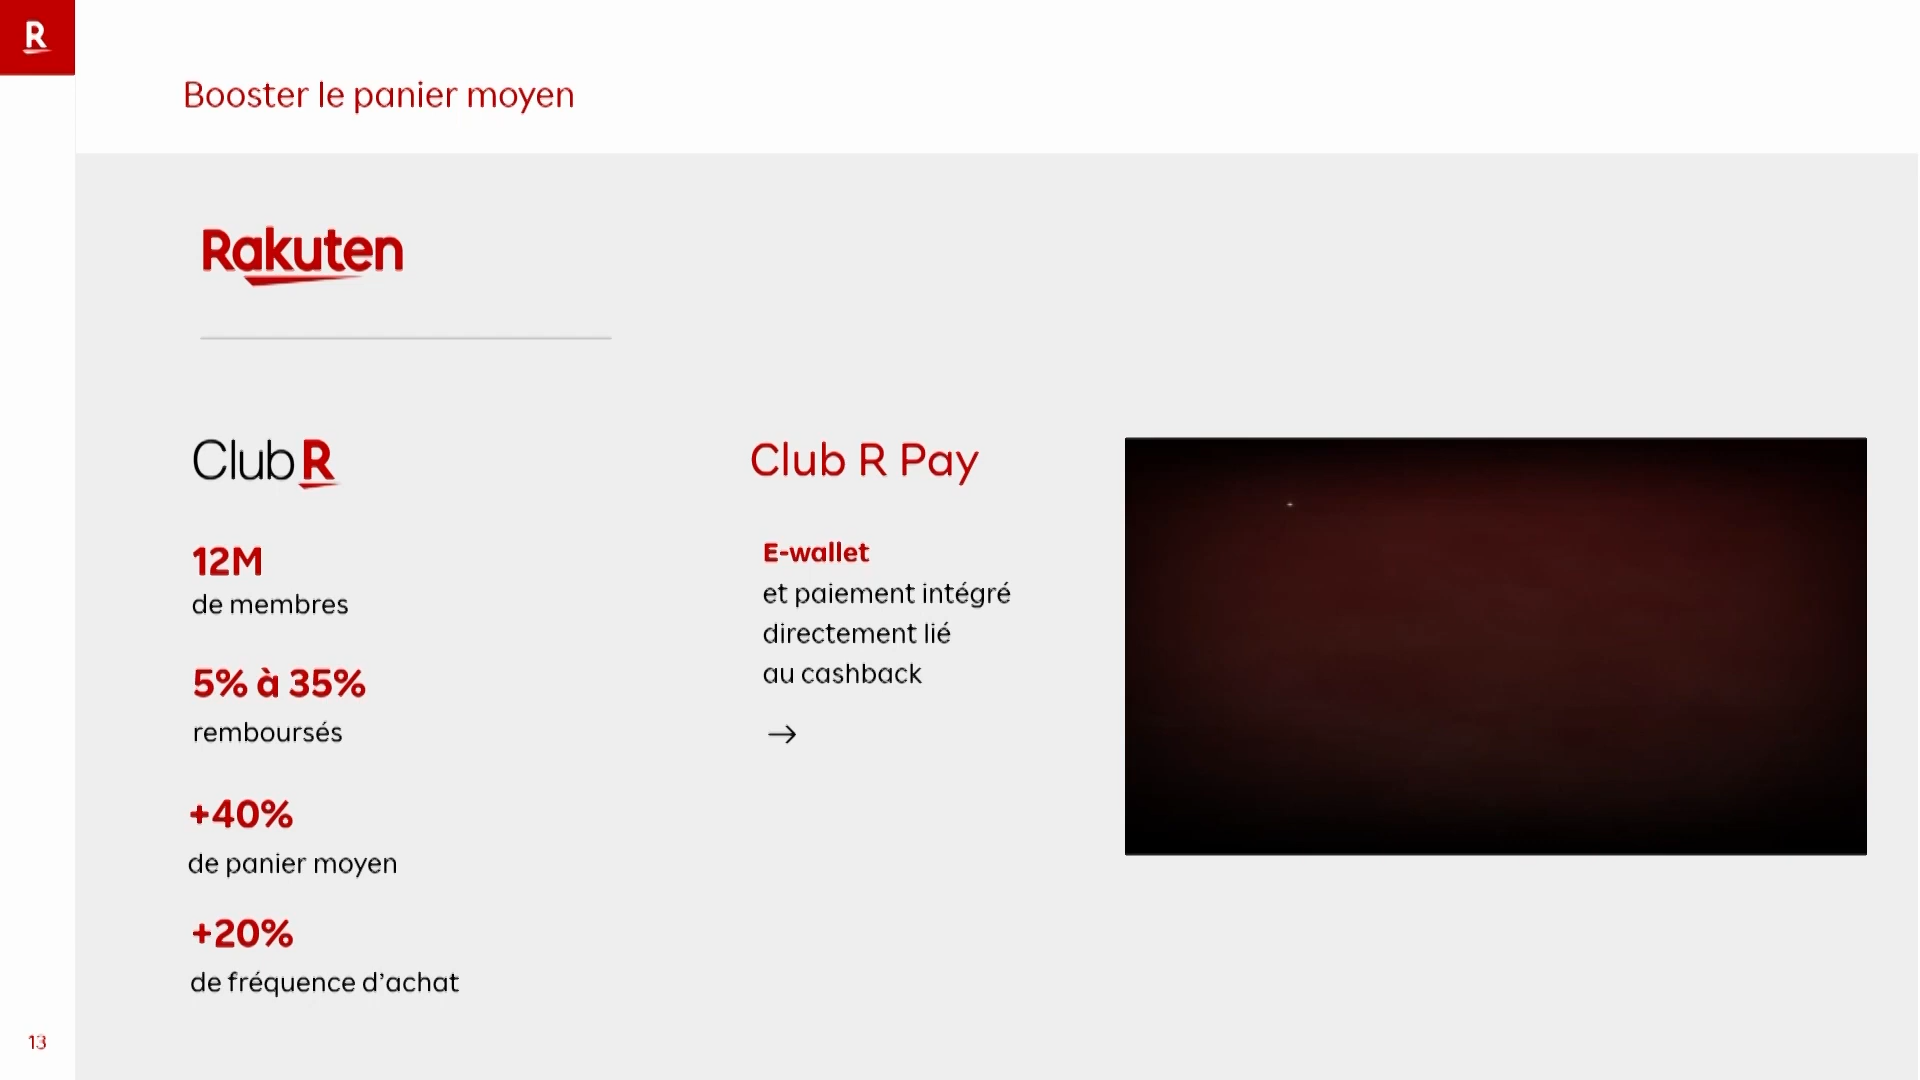 R
Booster le panier moyen
Rakuten
Club R
12M
de membres
5% à 35%
remboursés
+40%
de panier moyen
+20%
de fréquence d’achat
Club R Pay
E-wallet
et paiement intégré
directement lié
au cashback
→
13